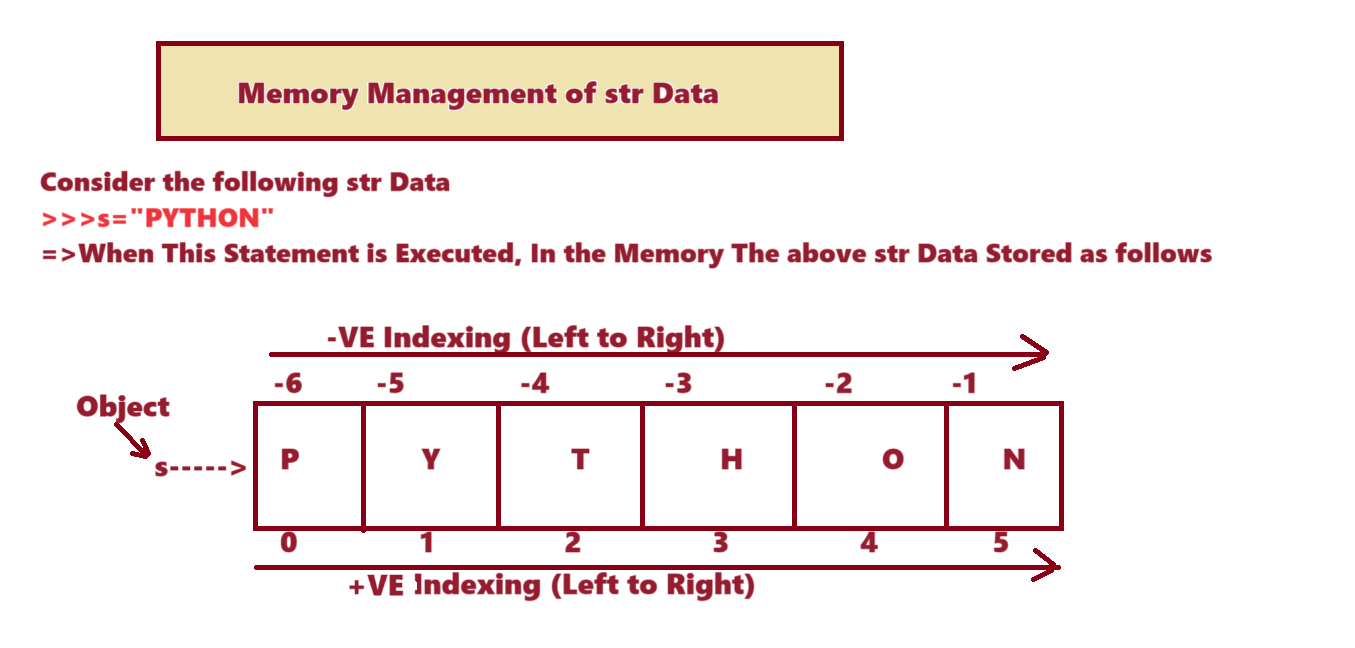 Memory Management of str Data
Consider the following str Data
>>>s="PYTHON"
=>When This Statement is Executed, In the Memory The above str Data Stored as follows
-VE Indexing (Left to Right)
-6 -5 -4 -3 -2 -1
Object
s----->
P Y T H O N
0 1 2 3 4 5
+VE Indexing (Left to Right)